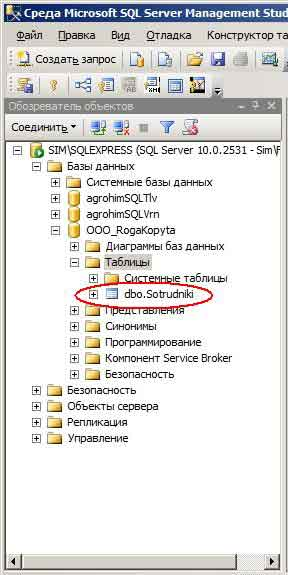 Среда Microsoft SQL Server Management Stud
Файл Правка Вид Отладка Конструктор та
Создать запрос
Обозреватель объектов
Соединить
SIM\SQLEXPRESS (SQL Server 10.0.2531 - Sim\F
Базы данных
Системные базы данных
agrohimSQLTlv
agrohimSQLVrn
OOO_RogaKopyta
Диаграммы баз данных
Таблицы
Системные таблицы
dbo.Sotrudniki
Представления
Синонимы
Программирование
Компонент Service Broker
Безопасность
Безопасность
Объекты сервера
Репликация
Управление